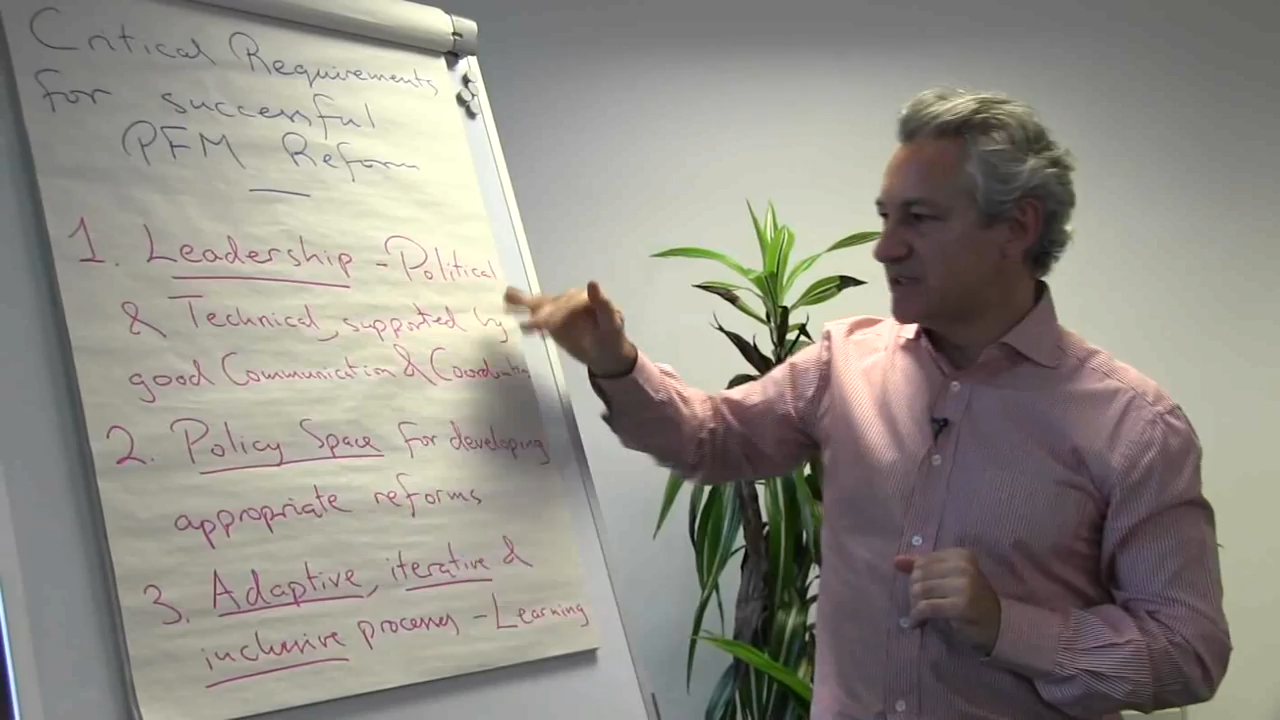 Critical Requirements
for successful
PFM Reform
1. Leadership - Political
& Technical, supported by
good Communication & Coordination
2. Policy Space for developing
appropriate reforms
3. Adaptive, iterative &
inclusive processes - Learning